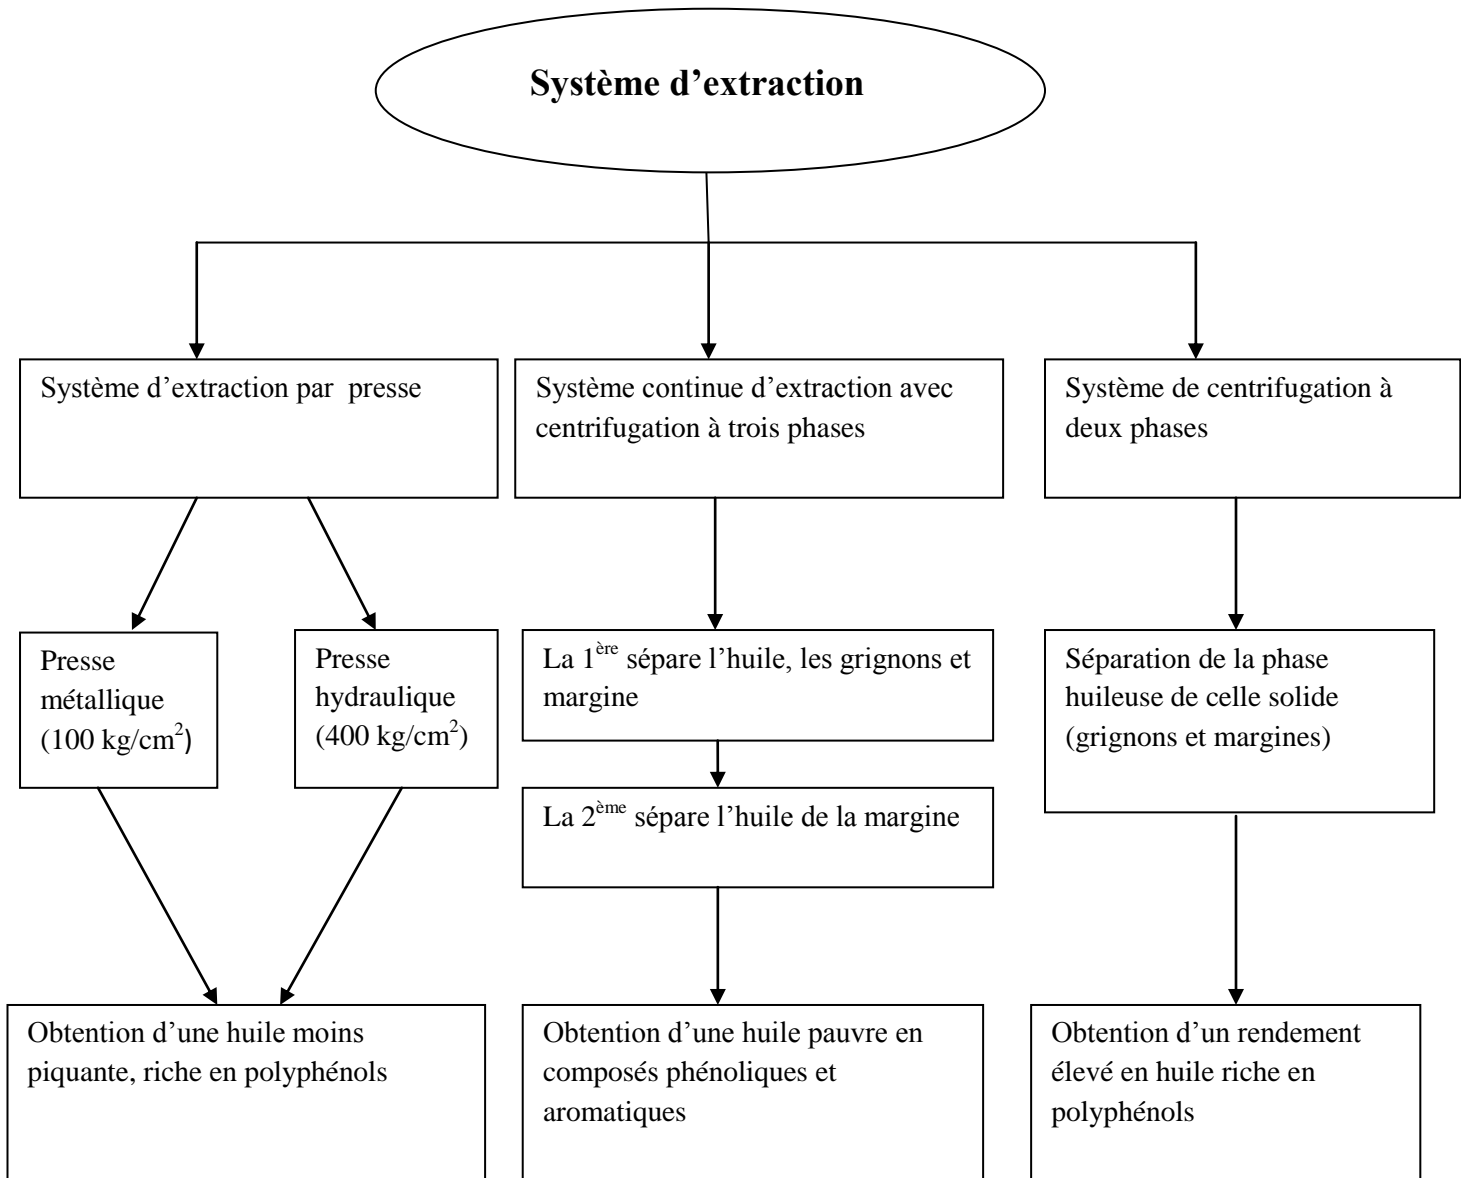 Système d’extraction
Système d’extraction par  presse
Système continue d’extraction avec
centrifugation à trois phases
Système de centrifugation à
deux phases
Presse
métallique
(100 kg/cm²)
Presse
hydraulique
(400 kg/cm²)
La 1ère sépare l’huile, les grignons et
margine
La 2ème sépare l’huile de la margine
Séparation de la phase
huileuse de celle solide
(grignons et margines)
Obtention d’une huile moins
piquante, riche en polyphénols
Obtention d’une huile pauvre en
composés phénoliques et
aromatiques
Obtention d’un rendement
élevé en huile riche en
polyphénols